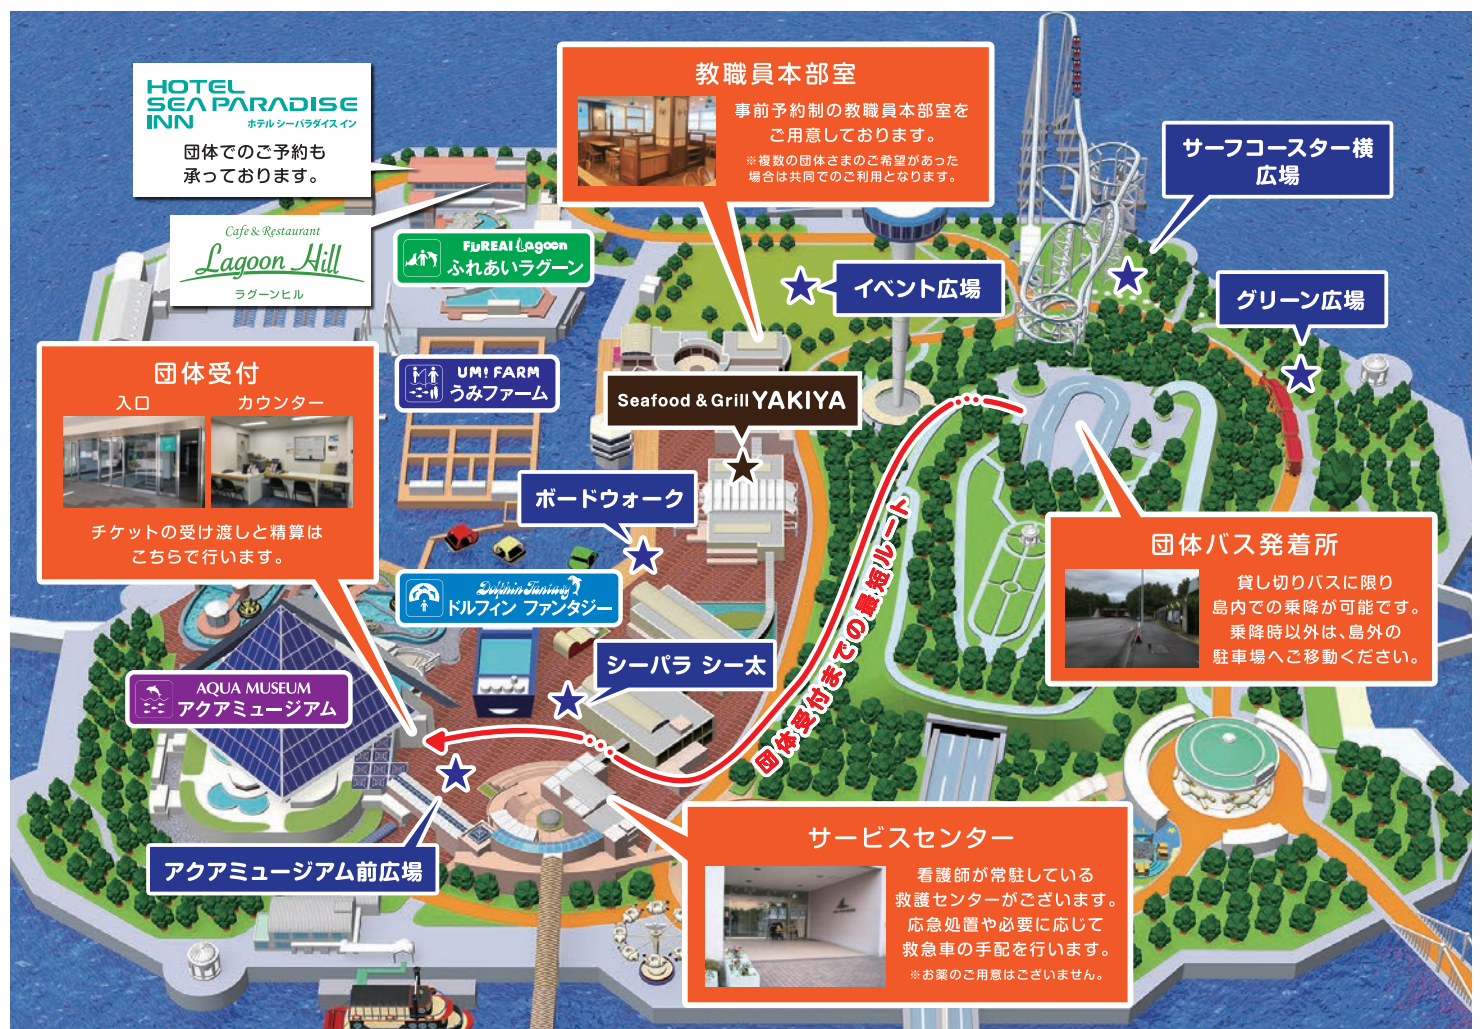 HOTEL
SEA PARADISE
INN ホテル シーパラダイス イン
団体でのご予約も
承っております。
Cafe & Restaurant
Lagoon Hill
ラグーンヒル
教職員本部室
事前予約制の教職員本部室を
ご用意しております。
※複数の団体さまのご希望があった
場合は共同でのご利用となります。
サーフコースター横
広場
FUREAI Lagoon
ふれあいラグーン
イベント広場
グリーン広場
団体受付
入口 カウンター
チケットの受け渡しと精算は
こちらで行います。
UMI FARM
うみファーム
Seafood & Grill YAKIYA
ボードウォーク
団体受付までの最短ルート
団体バス発着所
貸し切りバスに限り
島内での乗降が可能です。
乗降時以外は、島外の
駐車場へご移動ください。
Dolphin Fantasy
ドルフィン ファンタジー
シーパラ シー太
AQUA MUSEUM
アクアミュージアム
アクアミュージアム前広場
サービスセンター
看護師が常駐している
救護センターがございます。
応急処置や必要に応じて
救急車の手配を行います。
※お薬のご用意はございません。